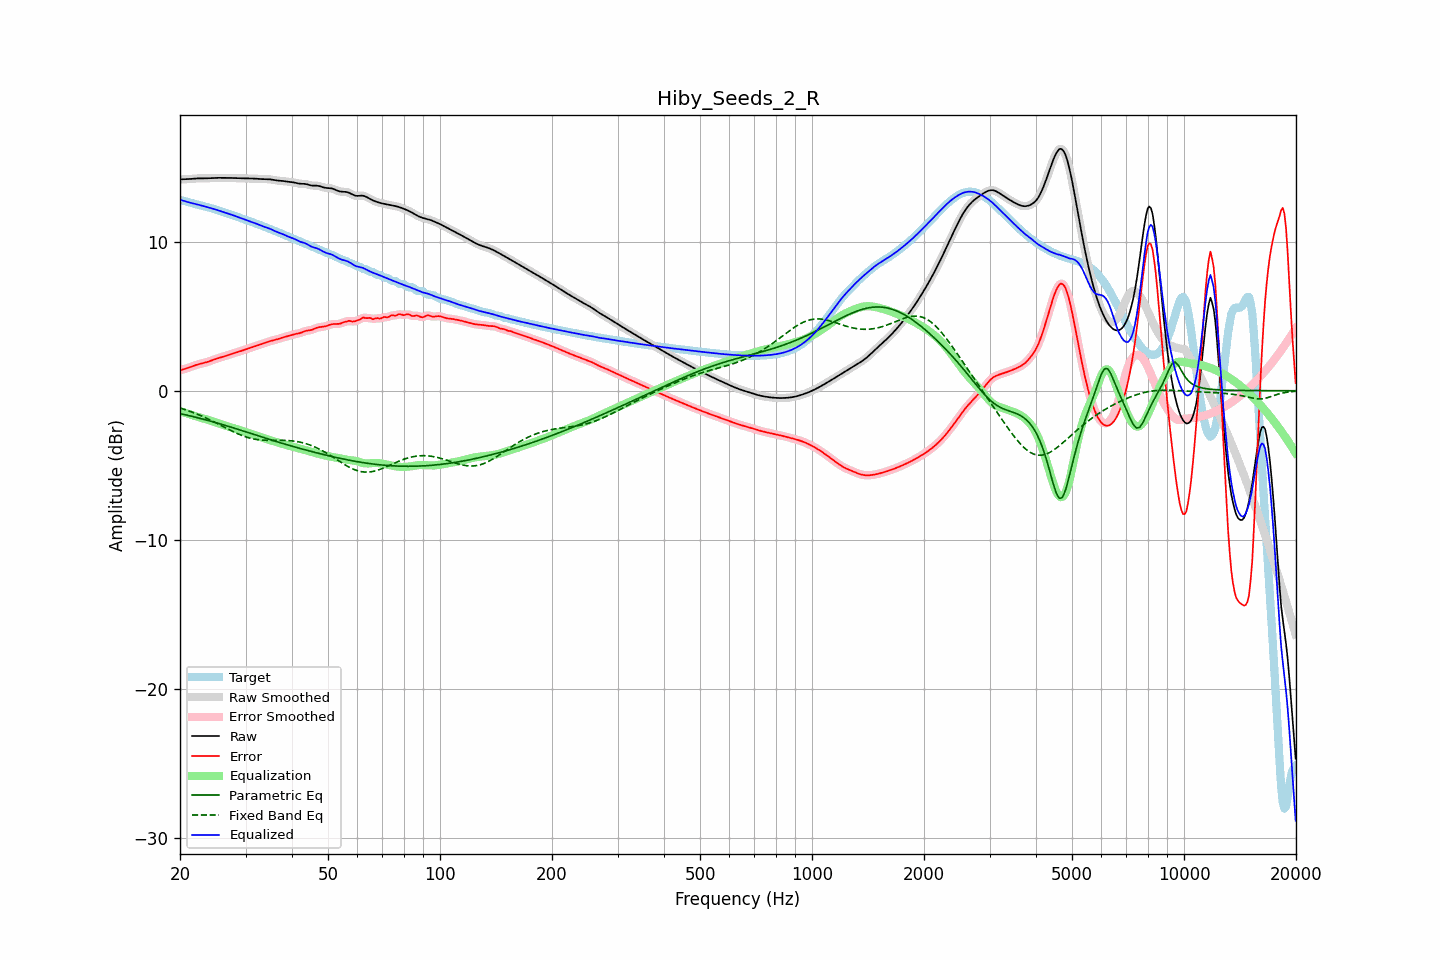 Hiby_Seeds_2_R
Amplitude (dBr)
10
0
−10
−20
−30
Target
Raw Smoothed
Error Smoothed
Raw
Error
Equalization
Parametric Eq
Fixed Band Eq
Equalized
20 50 100 200 500 1000 2000 5000 10000 20000
Frequency (Hz)